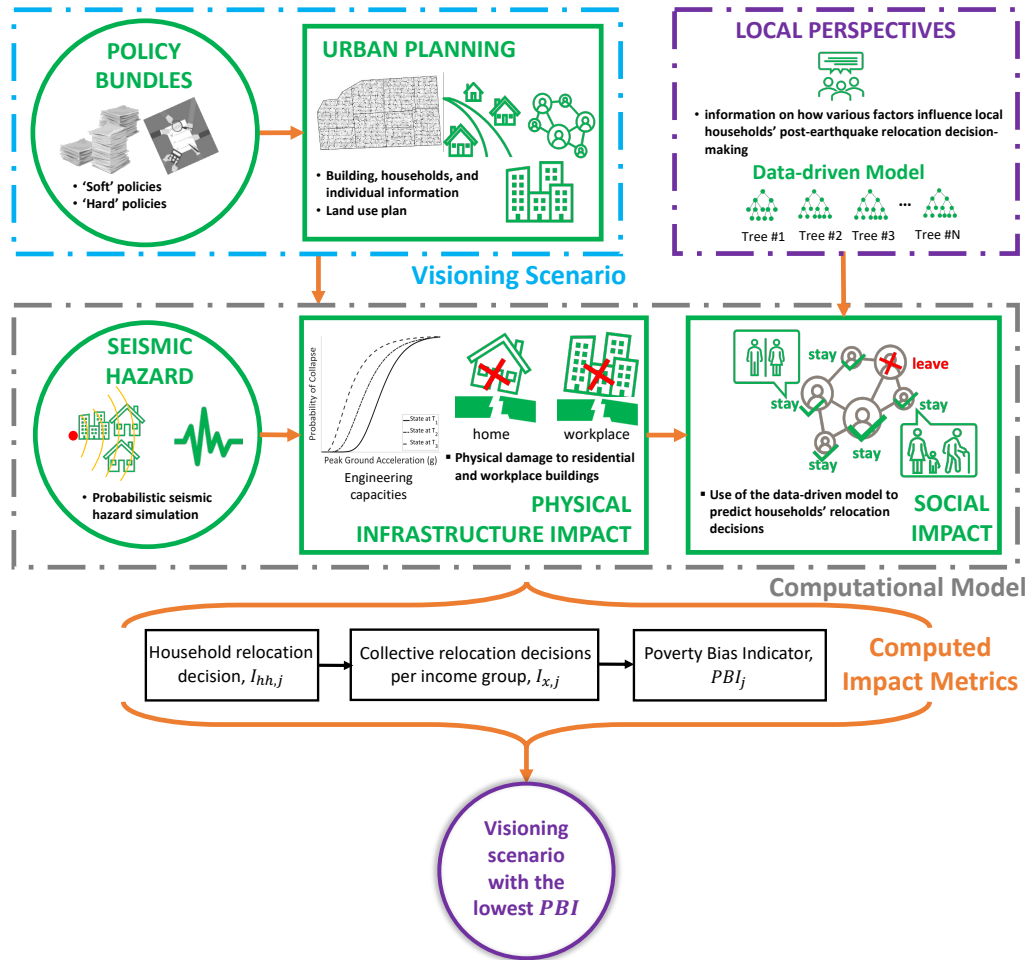 POLICY
BUNDLES
• 'Soft' policies
• 'Hard' policies
URBAN PLANNING
• Building, households, and
individual information
• Land use plan
Visioning Scenario
LOCAL PERSPECTIVES
• information on how various factors influence local
households' post-earthquake relocation decision-
making
Data-driven Model
...
Tree #1 Tree #2 Tree #3 Tree #N
SEISMIC
HAZARD
• Probabilistic seismic
hazard simulation
Probability of Collapse
State at T1
State at T2
State at T3
Peak Ground Acceleration (g)
Engineering
capacities
home
workplace
▪ Physical damage to residential
and workplace buildings
PHYSICAL
INFRASTRUCTURE IMPACT
stay
leave
stay
stay
stay
stay
▪ Use of the data-driven model to
predict households' relocation
decisions
SOCIAL
IMPACT
Computational Model
Household relocation
decision, I_{hh,j}
Collective relocation decisions
per income group, I_{x,j}
Poverty Bias Indicator,
PBI_j
Computed
Impact Metrics
Visioning
scenario
with the
lowest PBI